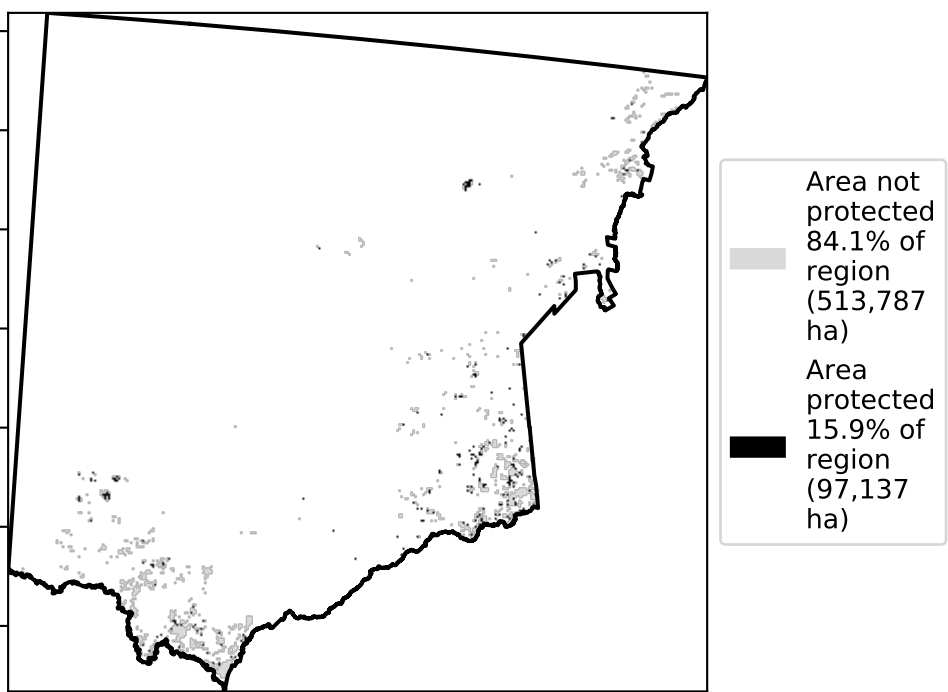 Area not
protected
84.1% of
region
(513,787
ha)
Area
protected
15.9% of
region
(97,137
ha)